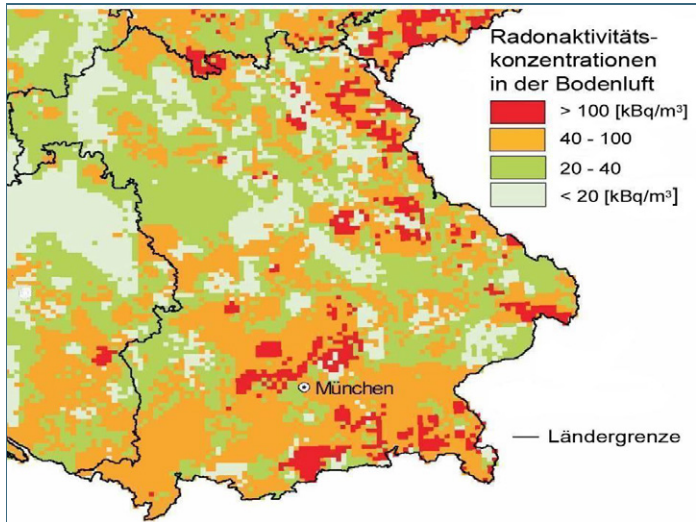 Radonaktivitäts-
konzentrationen
in der Bodenluft
> 100 [kBq/m³]
40 - 100
20 - 40
< 20 [kBq/m³]
München
Ländergrenze